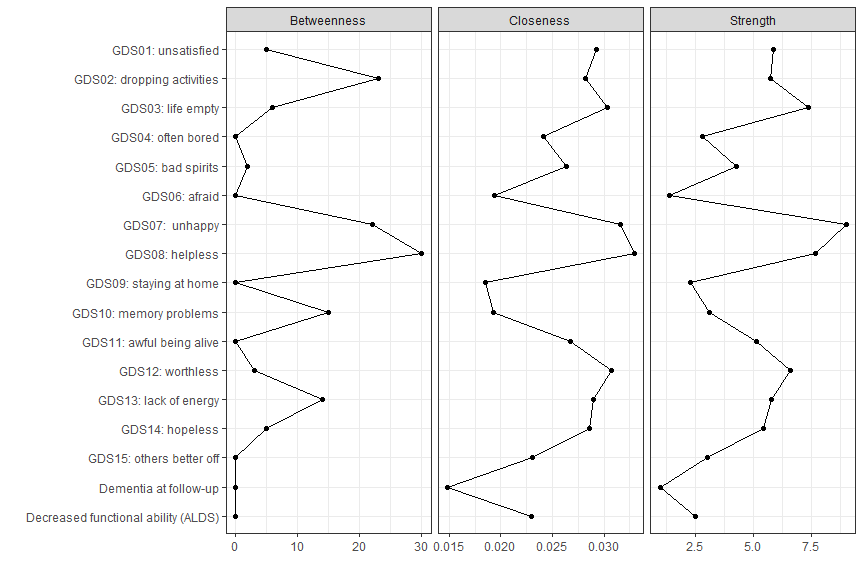 Betweenness Closeness Strength
GDS01: unsatisfied
GDS02: dropping activities
GDS03: life empty
GDS04: often bored
GDS05: bad spirits
GDS06: afraid
GDS07: unhappy
GDS08: helpless
GDS09: staying at home
GDS10: memory problems
GDS11: awful being alive
GDS12: worthless
GDS13: lack of energy
GDS14: hopeless
GDS15: others better off
Dementia at follow-up
Decreased functional ability (ALDS)
0 10 20 30 0.015 0.020 0.025 0.030 2.5 5.0 7.5